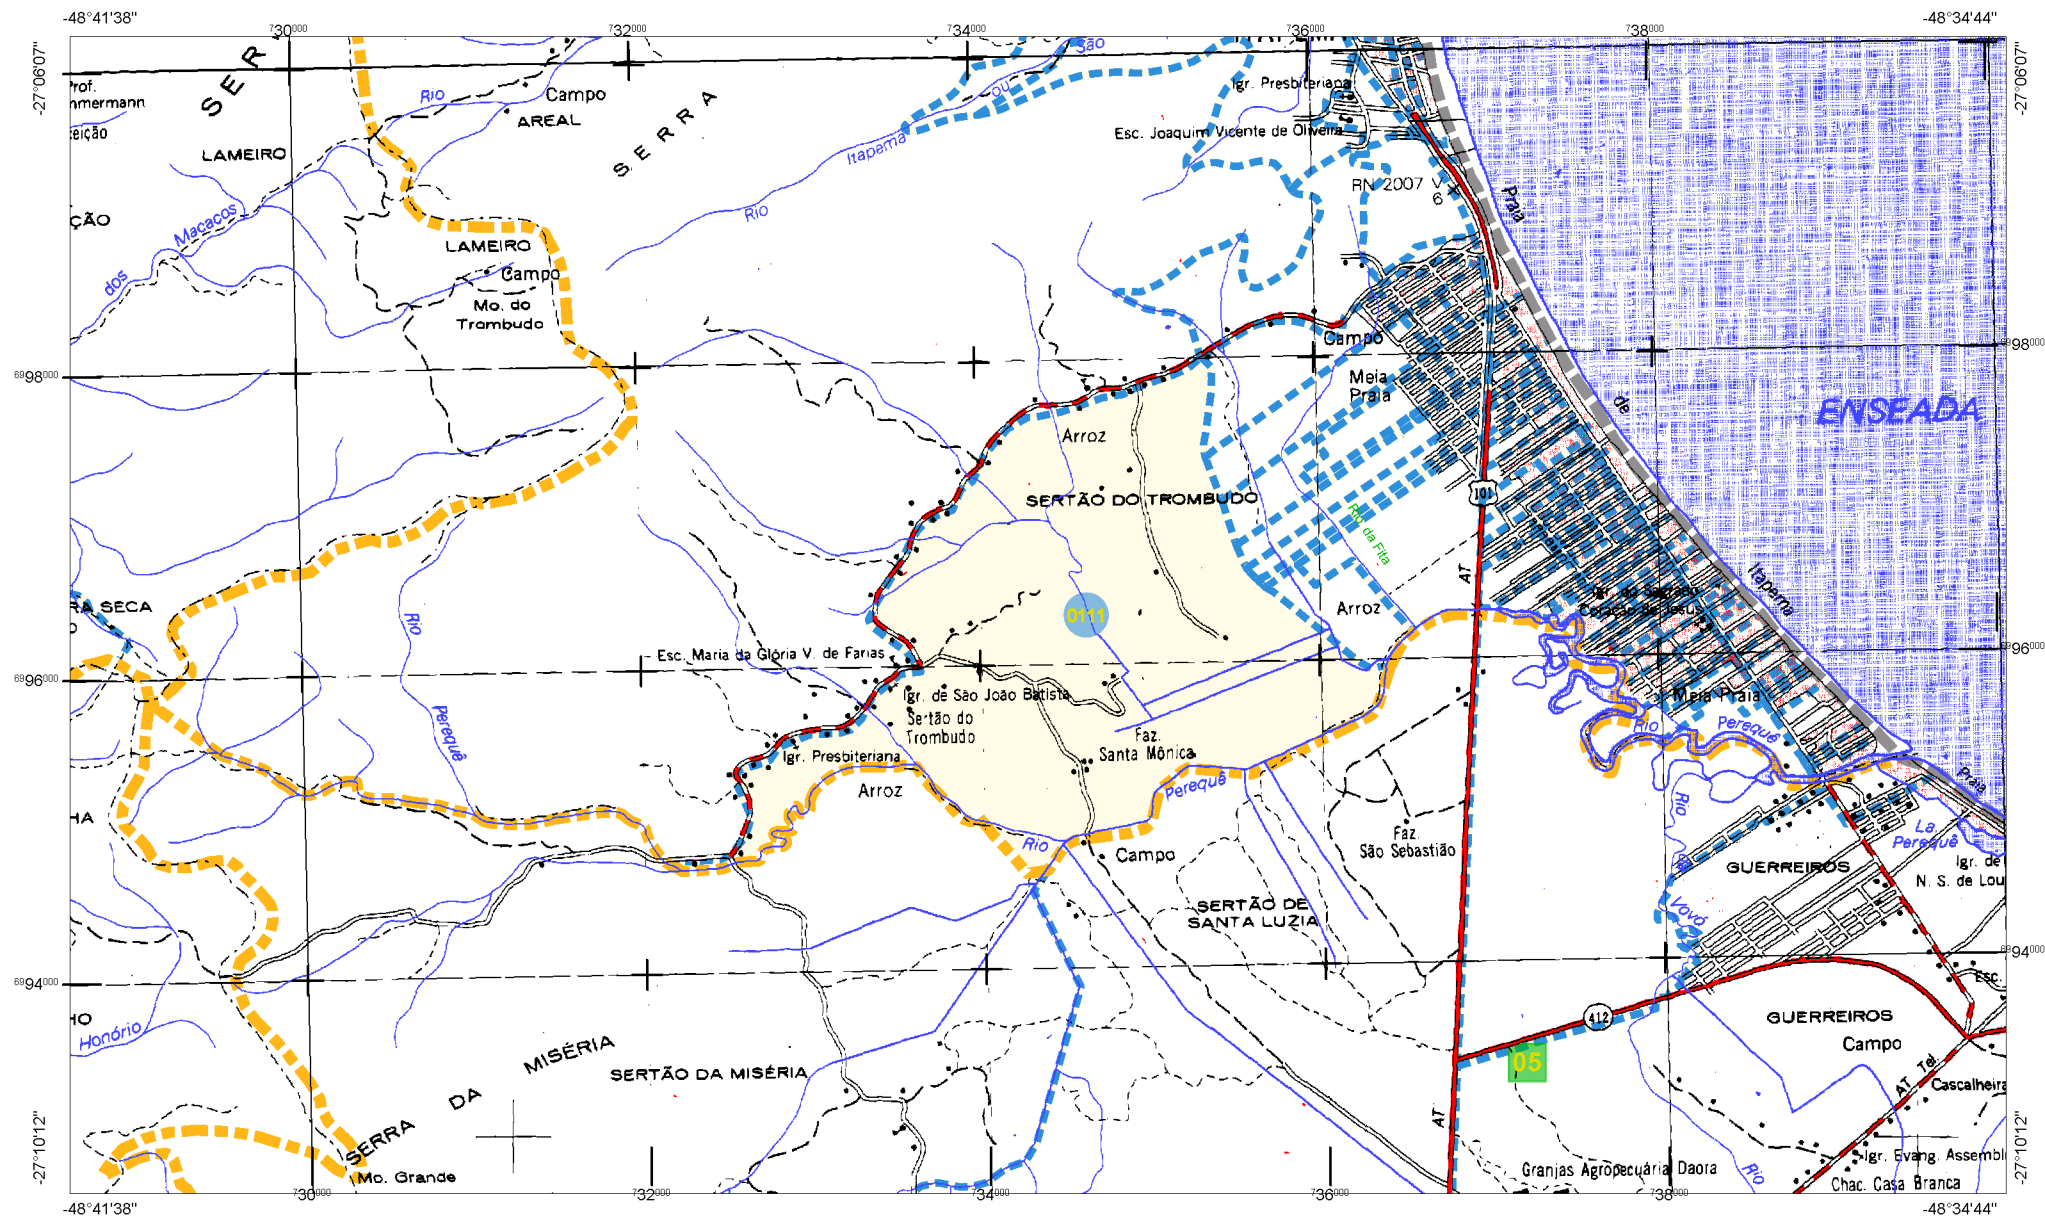 -48°41'38"
730000
732000
734000
736000
738000
-48°34'44"
-27°06'07"
27°06'07"
SER
SERRA
Prof.
mmermann
eição
LAMEIRO
Rio
Campo
AREAL
São
ou
Itapema
Rio
Igr. Presbiteriana
Esc. Joaquim Vicente de Oliveira
RN 2007 V
6
Praia
de
Itapema
ÇÃO
dos
Macacos
LAMEIRO
Campo
Mo. do
Trombudo
Campo
Meia
Praia
ENSEADA
6998000
6998000
Arroz
SERTÃO DO TROMBUDO
101
Rio da Fita
AT
RA SECA
Rio
Perequê
0111
Arroz
Igr. do Sagrado
Coração de Jesus
Esc. Maria da Glória V. de Farias
6996000
6996000
Igr. de São João Batista
Sertão do
Trombudo
Meia Praia
Rio
Perequê
Faz.
Santa Mônica
Igr. Presbiteriana
Arroz
Perequê
Rio
Campo
Praia
HA
Faz.
São Sebastião
Rio
La
Perequê
GUERREIROS
Igr. de
N. S. de Lou
Vovó
SERTÃO DE
SANTA LUZIA
6994000
6994000
Esc.
HO
Honório
412
GUERREIROS
Campo
SERRA DA MISÉRIA
SERTÃO DA MISÉRIA
05
AT Tel.
Cascalheira
AT
Mo. Grande
Granjas Agropecuária Daora
Rio
Igr. Evang. Assembl
Chac. Casa Branca
-27°10'12"
-27°10'12"
-48°41'38"
730000
732000
734000
736000
738000
-48°34'44"